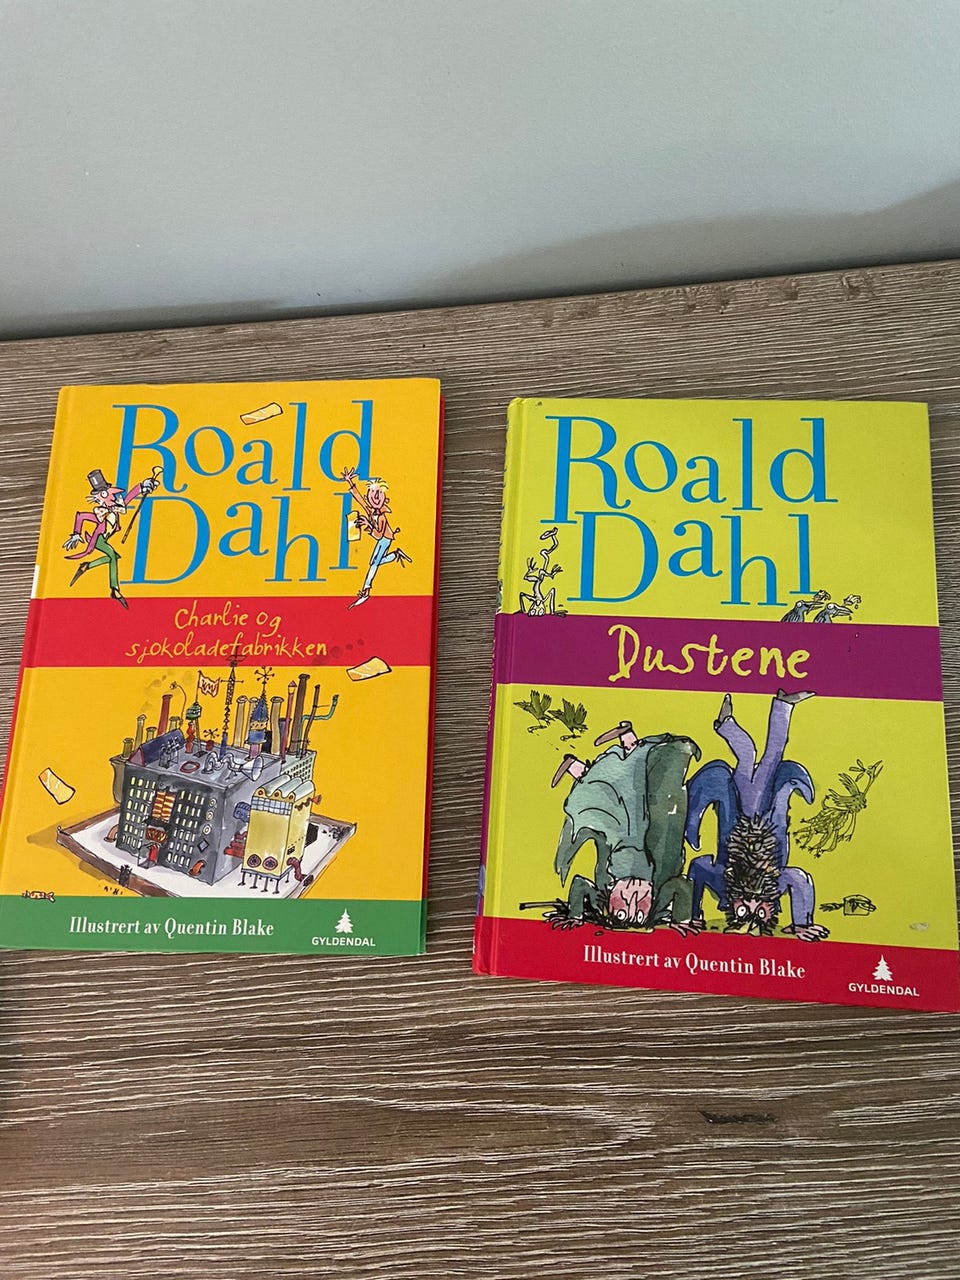 Roald
Dahl
Charlie og
sjokoladefabrikken
Illustrert av Quentin Blake
GYLDENDAL
Roald
Dahl
Dustene
Illustrert av Quentin Blake
GYLDENDAL